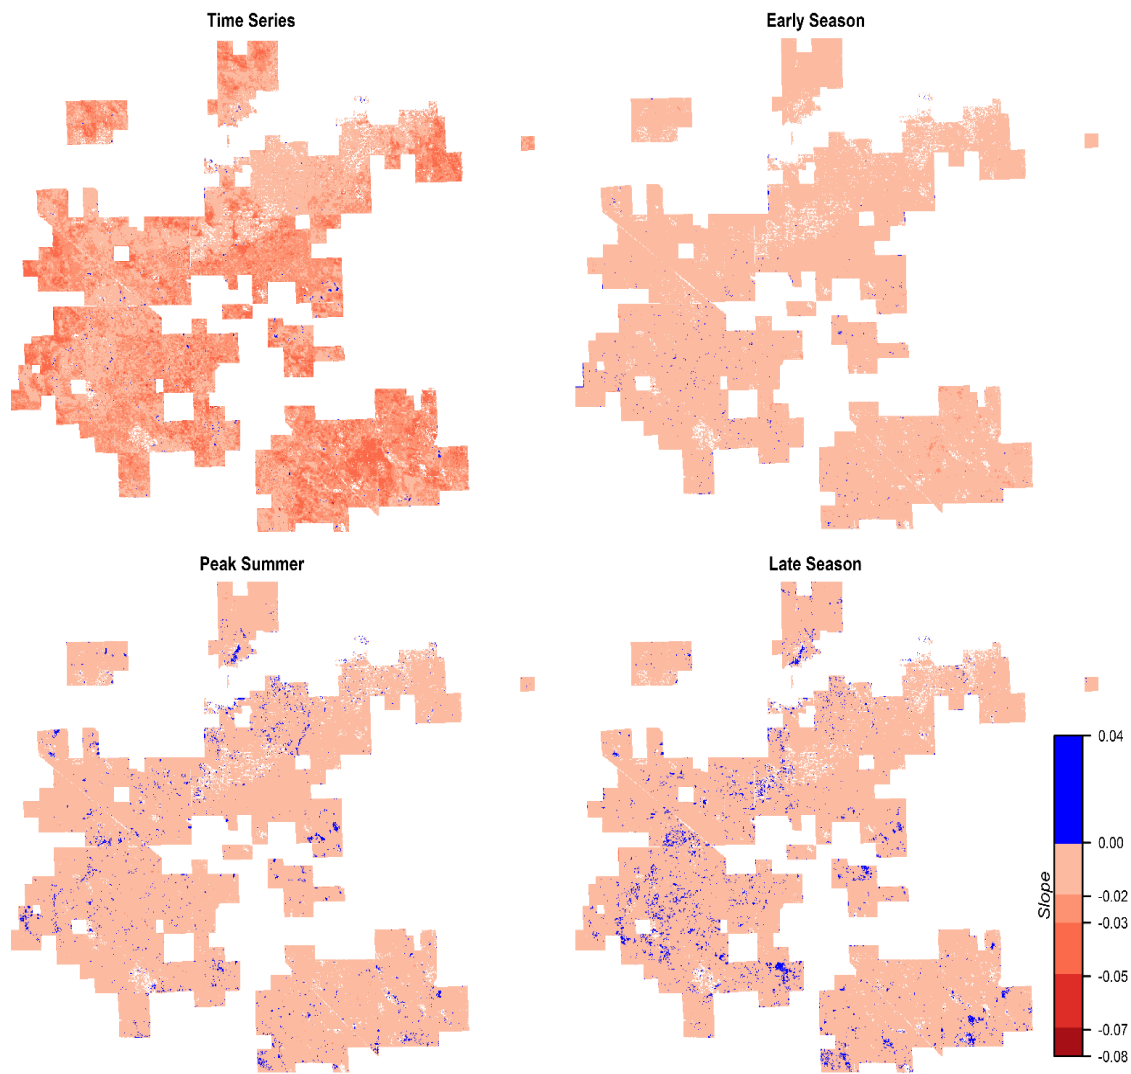 Time Series
Early Season
Peak Summer
Late Season
Slope
0.04
0.00
-0.02
-0.03
-0.05
-0.07
-0.08